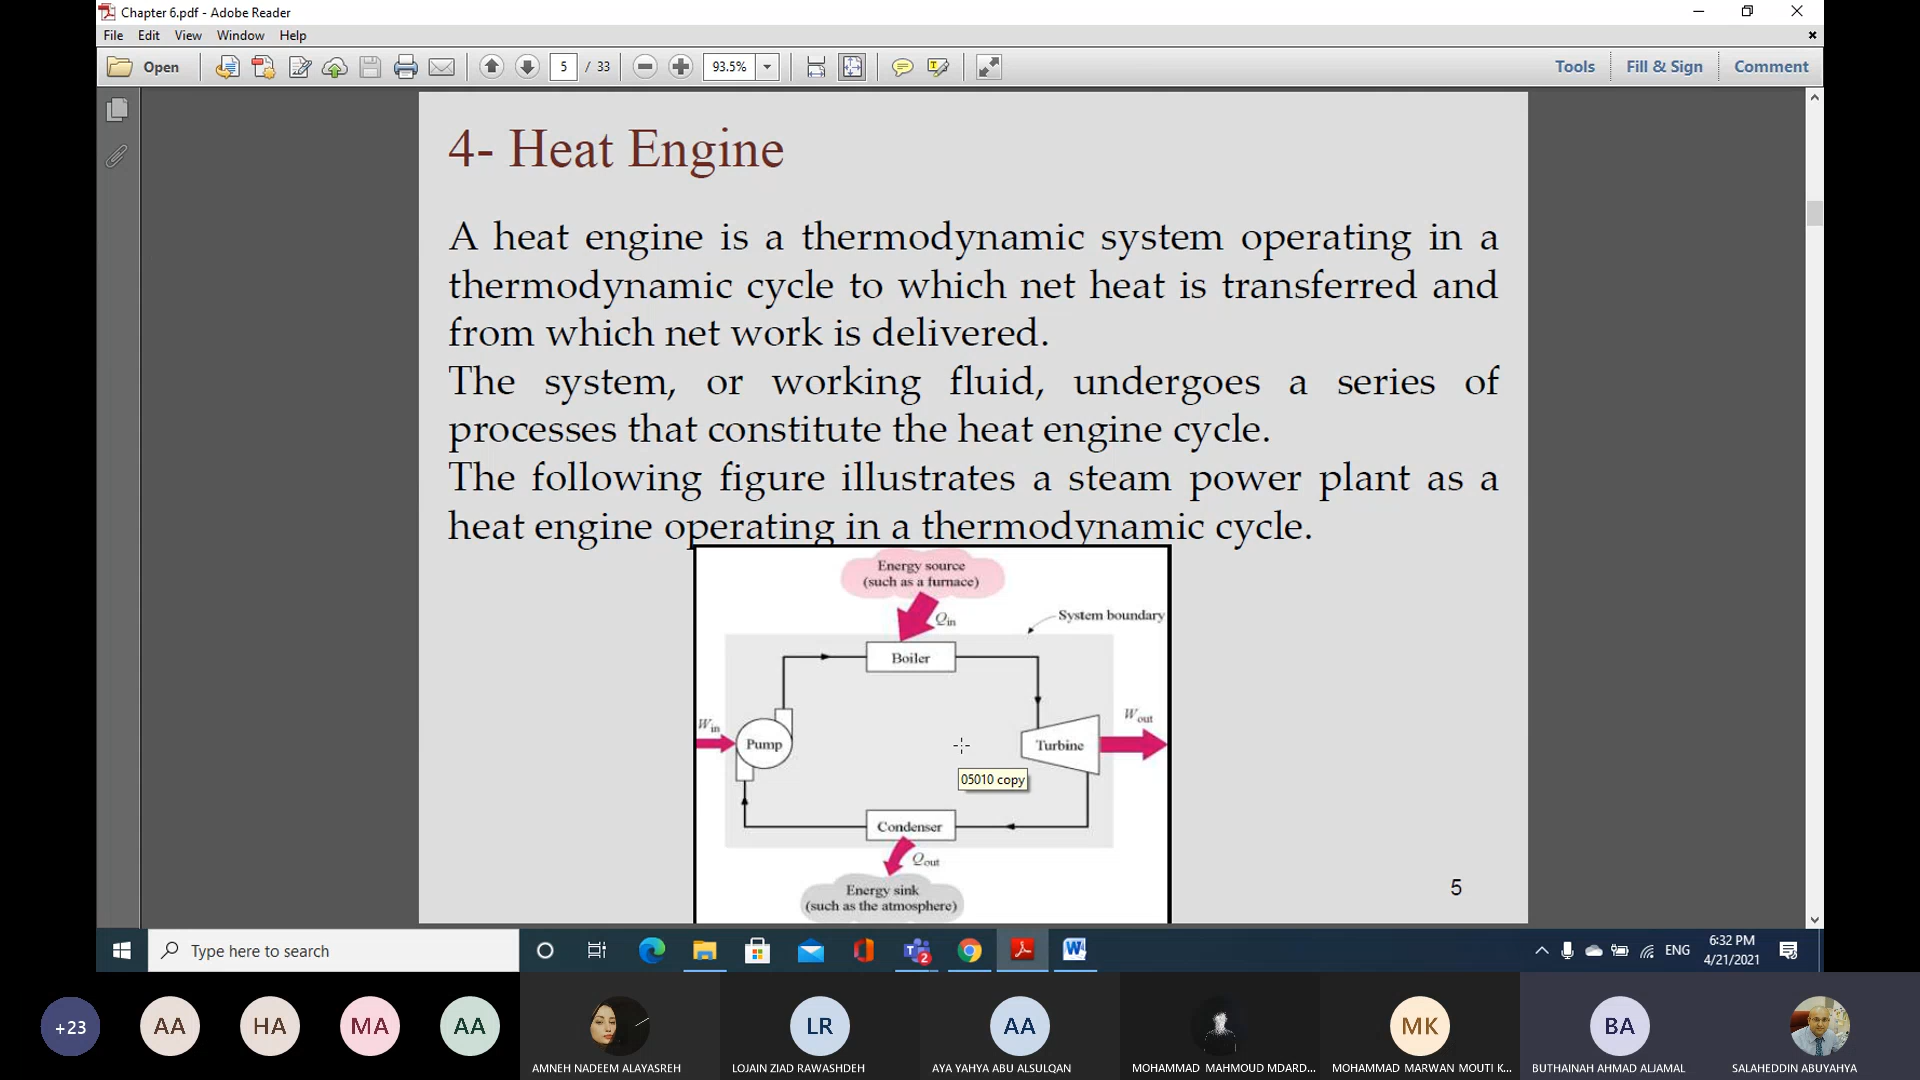 Chapter 6.pdf - Adobe Reader
File Edit View Window Help
Open 5 / 33 93.5% Tools Fill & Sign Comment
4- Heat Engine
A heat engine is a thermodynamic system operating in a
thermodynamic cycle to which net heat is transferred and
from which net work is delivered.
The system, or working fluid, undergoes a series of
processes that constitute the heat engine cycle.
The following figure illustrates a steam power plant as a
heat engine operating in a thermodynamic cycle.
Energy source
(such as a furnace)
Qin
System boundary
Boiler
Win
Pump
Turbine
Wout
05010 copy
Condenser
Qout
Energy sink
(such as the atmosphere)
5
Type here to search
2
ENG
6:32 PM
4/21/2021
+23 AA HA MA AA LR AA MK BA
AMNEH NADEEM ALAYASREH LOJAIN ZIAD RAWASHDEH AYA YAHYA ABU ALSULQAN MOHAMMAD MAHMOUD MDARD... MOHAMMAD MARWAN MOUTI K... BUTHAINAH AHMAD ALJAMAL SALAHEDDIN ABUYAHYA